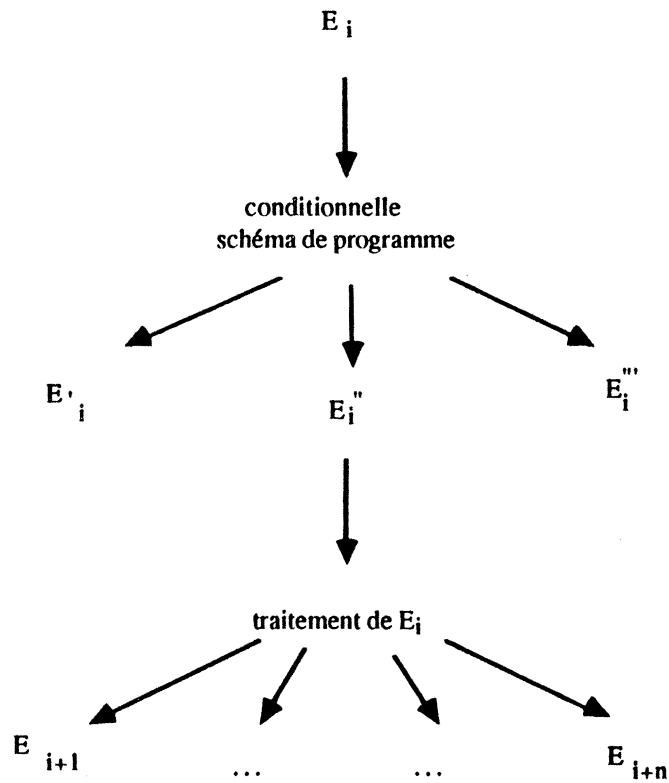 E i
conditionnelle
schéma de programme
E'i Ei'' Ei'''
traitement de Ei
E i+1 ... ... E i+n